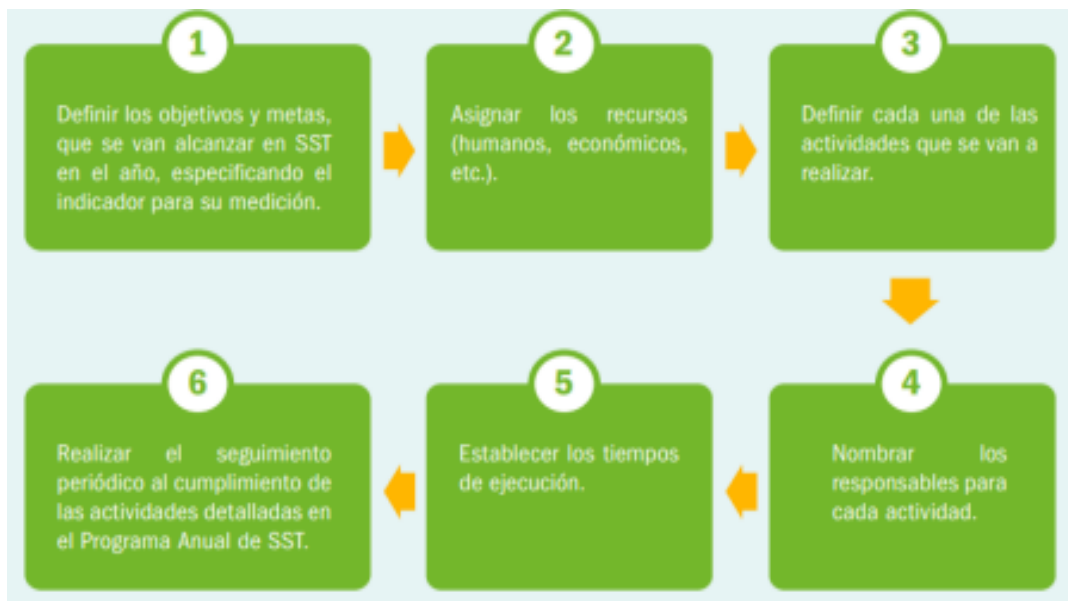 1
Definir los objetivos y metas,
que se van alcanzar en SST
en el año, especificando el
indicador para su medición.
2
Asignar los recursos
(humanos, económicos,
etc.).
3
Definir cada una de las
actividades que se van a
realizar.
4
Nombrar los
responsables para
cada actividad.
5
Establecer los tiempos
de ejecución.
6
Realizar el seguimiento
periódico al cumplimiento de
las actividades detalladas en
el Programa Anual de SST.